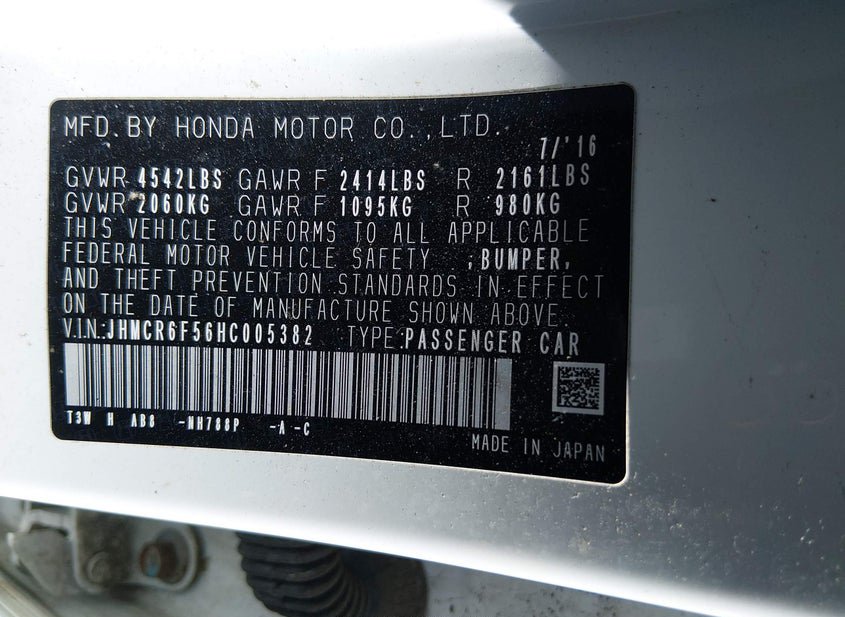 MFD. BY HONDA MOTOR CO., LTD.
7/'16
GVWR 4542LBS GAWR F 2414LBS R 2161LBS
GVWR 2060KG GAWR F 1095KG R 980KG
THIS VEHICLE CONFORMS TO ALL APPLICABLE
FEDERAL MOTOR VEHICLE SAFETY ,BUMPER,
AND THEFT PREVENTION STANDARDS IN EFFECT
ON THE DATE OF MANUFACTURE SHOWN ABOVE.
V.I.N.:JHMCR6F56HC005382 TYPE:PASSENGER CAR
T3W H AB8 -NH788P -A -C
MADE IN JAPAN